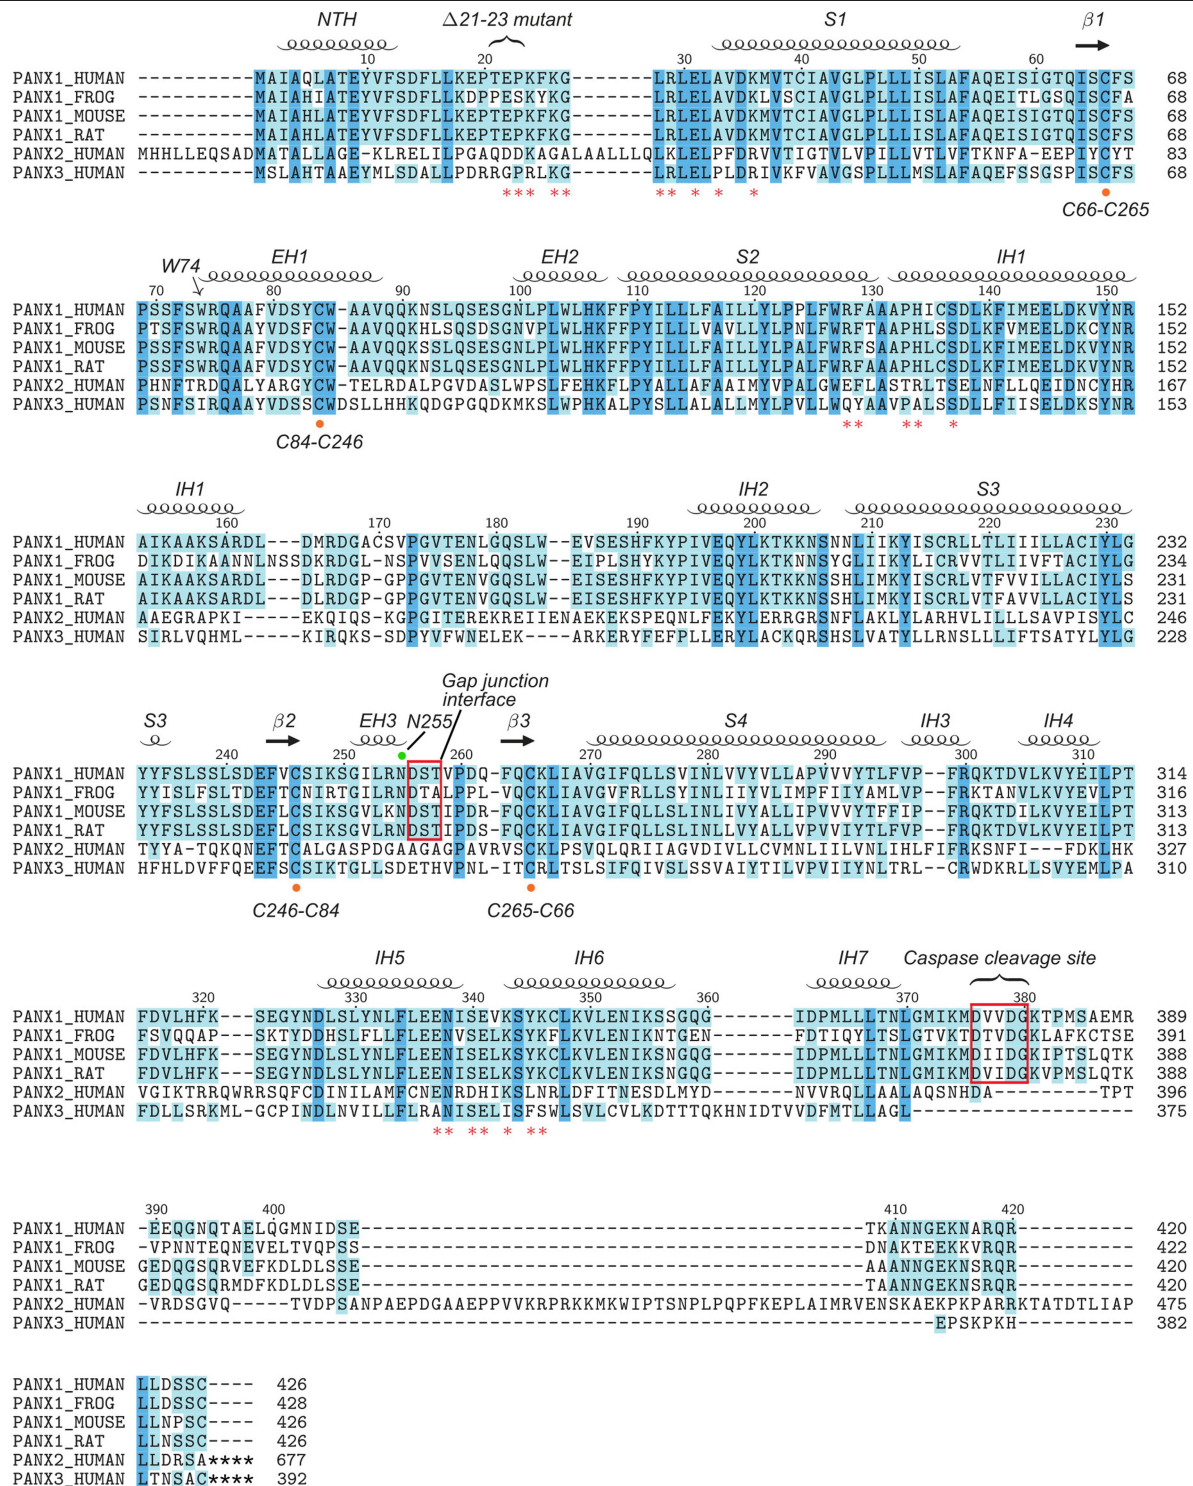 NTH Δ21-23 mutant S1 β1
10 20 30 40 50 60
PANX1_HUMAN ----------MAIAQLATEYVFSDFLLKEPTEPKFKG-------LRLELAVDKMVTCIAVGLPLLLISLAFAQEISIGTQISCFS 68
PANX1_FROG ----------MAIAHIATEYVFSDFLLKDPPESKYKG-------LRLELAVDKLVSCIAVGLPLLLISLAFAQEITLGSQISCFA 68
PANX1_MOUSE ----------MAIAHLATEYVFSDFLLKEPTEPKFKG-------LRLELAVDKMVTCIAVGLPLLLISLAFAQEISIGTQISCFS 68
PANX1_RAT ----------MAIAHLATEYVFSDFLLKEPTEPKFKG-------LRLELAVDKMVTCIAVGLPLLLISLAFAQEISIGTQISCFS 68
PANX2_HUMAN MHHLLEQSADMATALLAGE-KLRELILPGAQDDKAGALAALLLQLKLELPFDRVVTIGTVLVPILLVTLVFTKNFA-EEPIYCYT 83
PANX3_HUMAN ----------MSLAHTAAEYMLSDALLPDRRGPRLKG-------LRLELPLDRIVKFVAVGSPLLLMSLAFAQEFSSGSPISCFS 68
***** *** * *
C66-C265
W74 EH1 EH2 S2 IH1
70 80 90 100 110 120 130 140 150
PANX1_HUMAN PSSFSWRQAAFVDSYCW-AAVQQKNSLQSESGNLPLWLHKFFPYILLLFAILLYLPPLFWRFAAAPHICSDLKFIMEELDKVYNR 152
PANX1_FROG PTSFSWRQAAYVDSFCW-AAVQQKHLSQSDSGNVPLWLHKFFPYILLLVAVLLYLPNLFWRFTAAPHLSSDLKFVMEELDKCYNR 152
PANX1_MOUSE PSSFSWRQAAFVDSYCW-AAVQQKSSLQSESGNLPLWLHKFFPYILLLFAILLYLPALFWRFSAAPHLCSDLKFIMEELDKVYNR 152
PANX1_RAT PSSFSWRQAAFVDSYCW-AAVQQKSSLQSESGNLPLWLHKFFPYILLLFAILLYLPALFWRFAAAPHLCSDLKFIMEELDKVYNR 152
PANX2_HUMAN PHNFTRDQALYARGYCW-TELRDALPGVDASLWPSLFEHKFLPYALLAFAAIMYVPALGWEFLASTRLTSELNFLLQEIDNCYHR 167
PANX3_HUMAN PSNFSIRQAAYVDSSCWDSLLHHKQDGPGQDKMKSLWPHKALPYSLLALALLMYLPVLLWQYAAVPALSSDLLFIISELDKSYNR 153
** ** *
C84-C246
IH1 IH2 S3
160 170 180 190 200 210 220 230
PANX1_HUMAN AIKAAKSARDL---DMRDGACSVPGVTENLGQSLW--EVSESHFKYPIVEQYLKTKKNSNNLIIKYISCRLLTLIIILLACIYLG 232
PANX1_FROG DIKDIKAANNLNSSDKRDGL-NSPVVSENLQQSLW--EIPLSHYKYPIVEQYLKTKNNSYGLIIKYLICRVVTLIIVFTACIYLG 234
PANX1_MOUSE AIKAAKSARDL---DLRDGP-GPPGVTENVGQSLW--EISESHFKYPIVEQYLKTKKNSSHLIMKYISCRLVTFVVILLACIYLS 231
PANX1_RAT AIKAAKSARDL---DLRDGP-GPPGVTENVGQSLW--EISESHFKYPIVEQYLKTKKNSSHLIMKYISCRLVTFAVVLLACIYLS 231
PANX2_HUMAN AAEGRAPKI-----EKQIQS-KGPGITEREKREIIENAEKEKSPEQNLFEKYLERRGRSNFLAKLYLARHVLILLLSAVPISYLC 246
PANX3_HUMAN SIRLVQHML-----KIRQKS-SDPYVFWNELEK----ARKERYFEFPLLERYLACKQRSHSLVATYLLRNSLLLIFTSATYLYLG 228
Gap junction
interface
S3 β2 EH3 N255 β3 S4 IH3 IH4
240 250 260 270 280 290 300 310
PANX1_HUMAN YYFSLSSLSDEFVCSIKSGILRNDSTVPDQ-FQCKLIAVGIFQLLSVINLVVYVLLAPVVVYTLFVP--FRQKTDVLKVYEILPT 314
PANX1_FROG YYISLFSLTDEFTCNIRTGILRNDTALPPL-VQCKLIAVGVFRLLSYINLIIYVLIMPFIIYAMLVP--FRKTANVLKVYEILPT 316
PANX1_MOUSE YYFSLSSLSDEFLCSIKSGVLKNDSTIPDR-FQCKLIAVGIFQLLSLINLIVYALLIPVVVYTFFIP--FRQKTDILKVYEILPT 313
PANX1_RAT YYFSLSSLSDEFLCSIKSGVLRNDSTIPDS-FQCKLIAVGIFQLLSLINLLVYALLVPVVIYTLFVP--FRQKTDVLKVYEILPT 313
PANX2_HUMAN TYYA-TQKQNEFTCALGASPDGAAGAGPAVRVSCKLPSVQLQRIIAGVDIVLLCVMNLIILVNLIHLFIFRKSNFI---FDKLHK 327
PANX3_HUMAN HFHLDVFFQEEFSCSIKTGLLSDETHVPNL-ITCRLTSLSIFQIVSLSSVAIYTILVPVIIYNLTRL--CRWDKRLLSVYEMLPA 310
C246-C84 C265-C66
IH5 IH6 IH7 Caspase cleavage site
320 330 340 350 360 370 380
PANX1_HUMAN FDVLHFK---SEGYNDLSLYNLFLEENISEVKSYKCLKVLENIKSSGQG-------IDPMLLLTNLGMIKMDVVDGKTPMSAEMR 389
PANX1_FROG FSVQQAP---SKTYDDHSLFLLFLEENVSELKSYKFLKVLENIKNTGEN-------FDTIQYLTSLGTVKTDTVDGKLAFKCTSE 391
PANX1_MOUSE FDVLHFK---SEGYNDLSLYNLFLEENISELKSYKCLKVLENIKSNGQG-------IDPMLLLTNLGMIKMDIIDGKIPTSLQTK 388
PANX1_RAT FDVLHFK---SEGYNDLSLYNLFLEENISELKSYKCLKVLENIKSNGQG-------IDPMLLLTNLGMIKMDVIDGKVPMSLQTK 388
PANX2_HUMAN VGIKTRRQWRRSQFCDINILAMFCNENRDHIKSLNRLDFITNESDLMYD-------NVVRQLLAALAQSNHDA---------TPT 396
PANX3_HUMAN FDLLSRKML-GCPINDLNVILLFLRANISELISFSWLSVLCVLKDTTTQKHNIDTVVDFMTLLAGL------------------- 375
** ** * **
390 400 410 420
PANX1_HUMAN -EEQGNQTAELQGMNIDSE-------------------------------------------TKANNGEKNARQR---------- 420
PANX1_FROG -VPNNTEQNEVELTVQPSS-------------------------------------------DNAKTEEKKVRQR---------- 422
PANX1_MOUSE GEDQGSQRVEFKDLDLSSE-------------------------------------------AAANNGEKNSRQR---------- 420
PANX1_RAT GEDQGSQRMDFKDLDLSSE-------------------------------------------TAANNGEKNSRQR---------- 420
PANX2_HUMAN -VRDSGVQ-----TVDPSANPAEPDGAAEPPVVKRPRKKMKWIPTSNPLPQPFKEPLAIMRVENSKAEKPKPARRKTATDTLIAP 475
PANX3_HUMAN --------------------------------------------------------------------EPSKPKH---------- 382
PANX1_HUMAN LLDSSC---- 426
PANX1_FROG LLDSSC---- 428
PANX1_MOUSE LLNPSC---- 426
PANX1_RAT LLNSSC---- 426
PANX2_HUMAN LLDRSA**** 677
PANX3_HUMAN LTNSAC**** 392